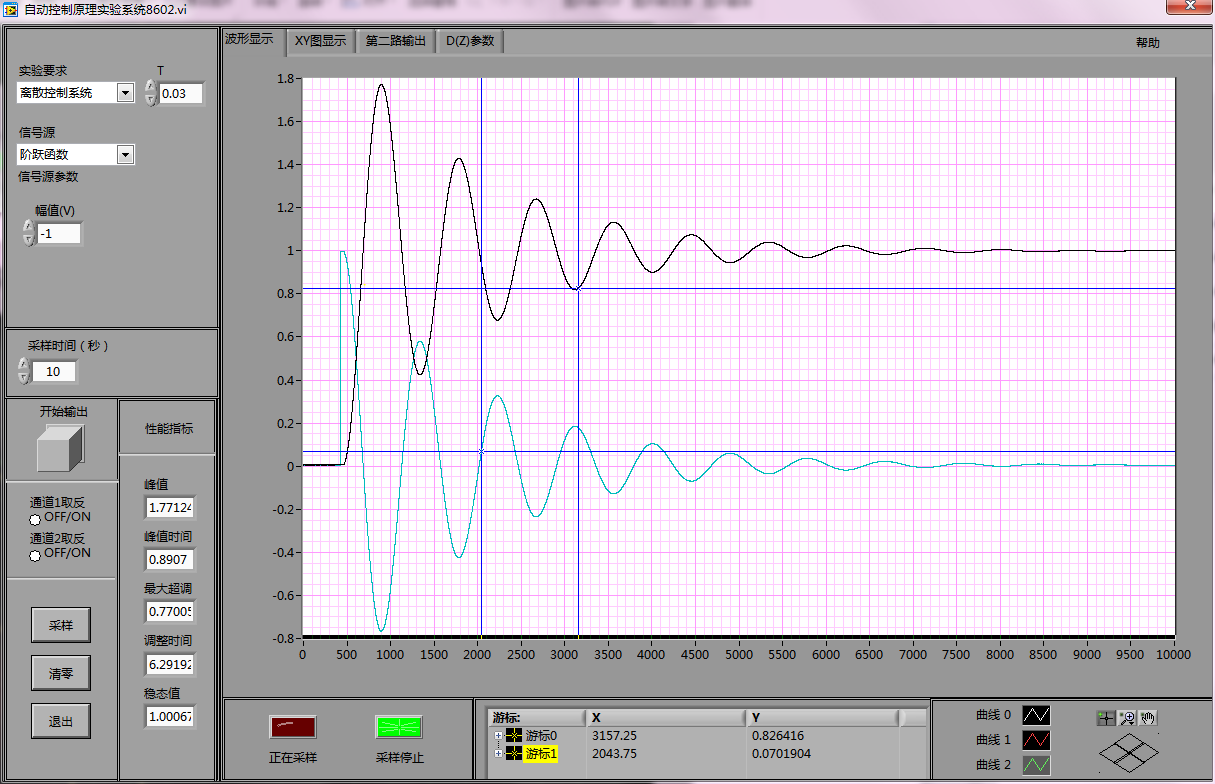 自动控制原理实验系统8602.vi
波形显示 XY图显示 第二路输出 D(Z)参数 帮助
实验要求 T
离散控制系统 0.03
信号源
阶跃函数
信号源参数
幅值(V)
-1
采样时间（秒）
10
开始输出
性能指标
通道1取反
OFF/ON
通道2取反
OFF/ON
采样
清零
退出
峰值
1.77124
峰值时间
0.8907
最大超调
0.77005
调整时间
6.29192
稳态值
1.00067
1.8
1.6
1.4
1.2
1
0.8
0.6
0.4
0.2
0
-0.2
-0.4
-0.6
-0.8
0 500 1000 1500 2000 2500 3000 3500 4000 4500 5000 5500 6000 6500 7000 7500 8000 8500 9000 9500 10000
正在采样 采样停止
游标: X Y
游标0 3157.25 0.826416
游标1 2043.75 0.0701904
曲线 0
曲线 1
曲线 2